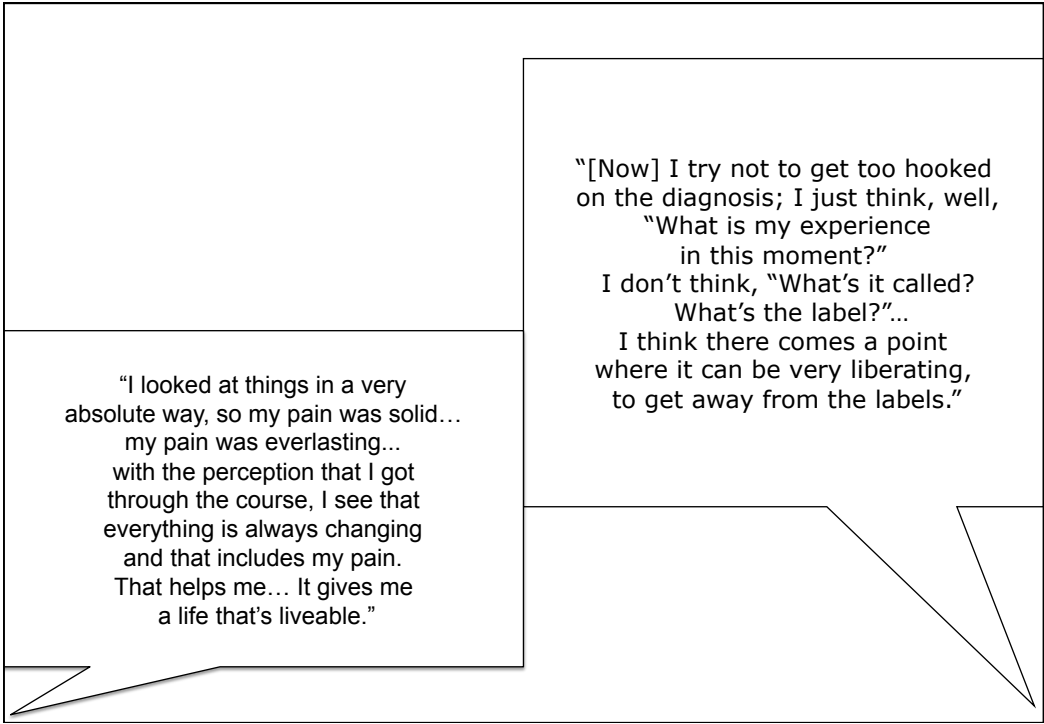 “[Now] I try not to get too hooked
on the diagnosis; I just think, well,
“What is my experience
in this moment?”
I don’t think, “What’s it called?
What’s the label?”…
I think there comes a point
where it can be very liberating,
to get away from the labels.”
“I looked at things in a very
absolute way, so my pain was solid…
my pain was everlasting...
with the perception that I got
through the course, I see that
everything is always changing
and that includes my pain.
That helps me… It gives me
a life that’s liveable.”